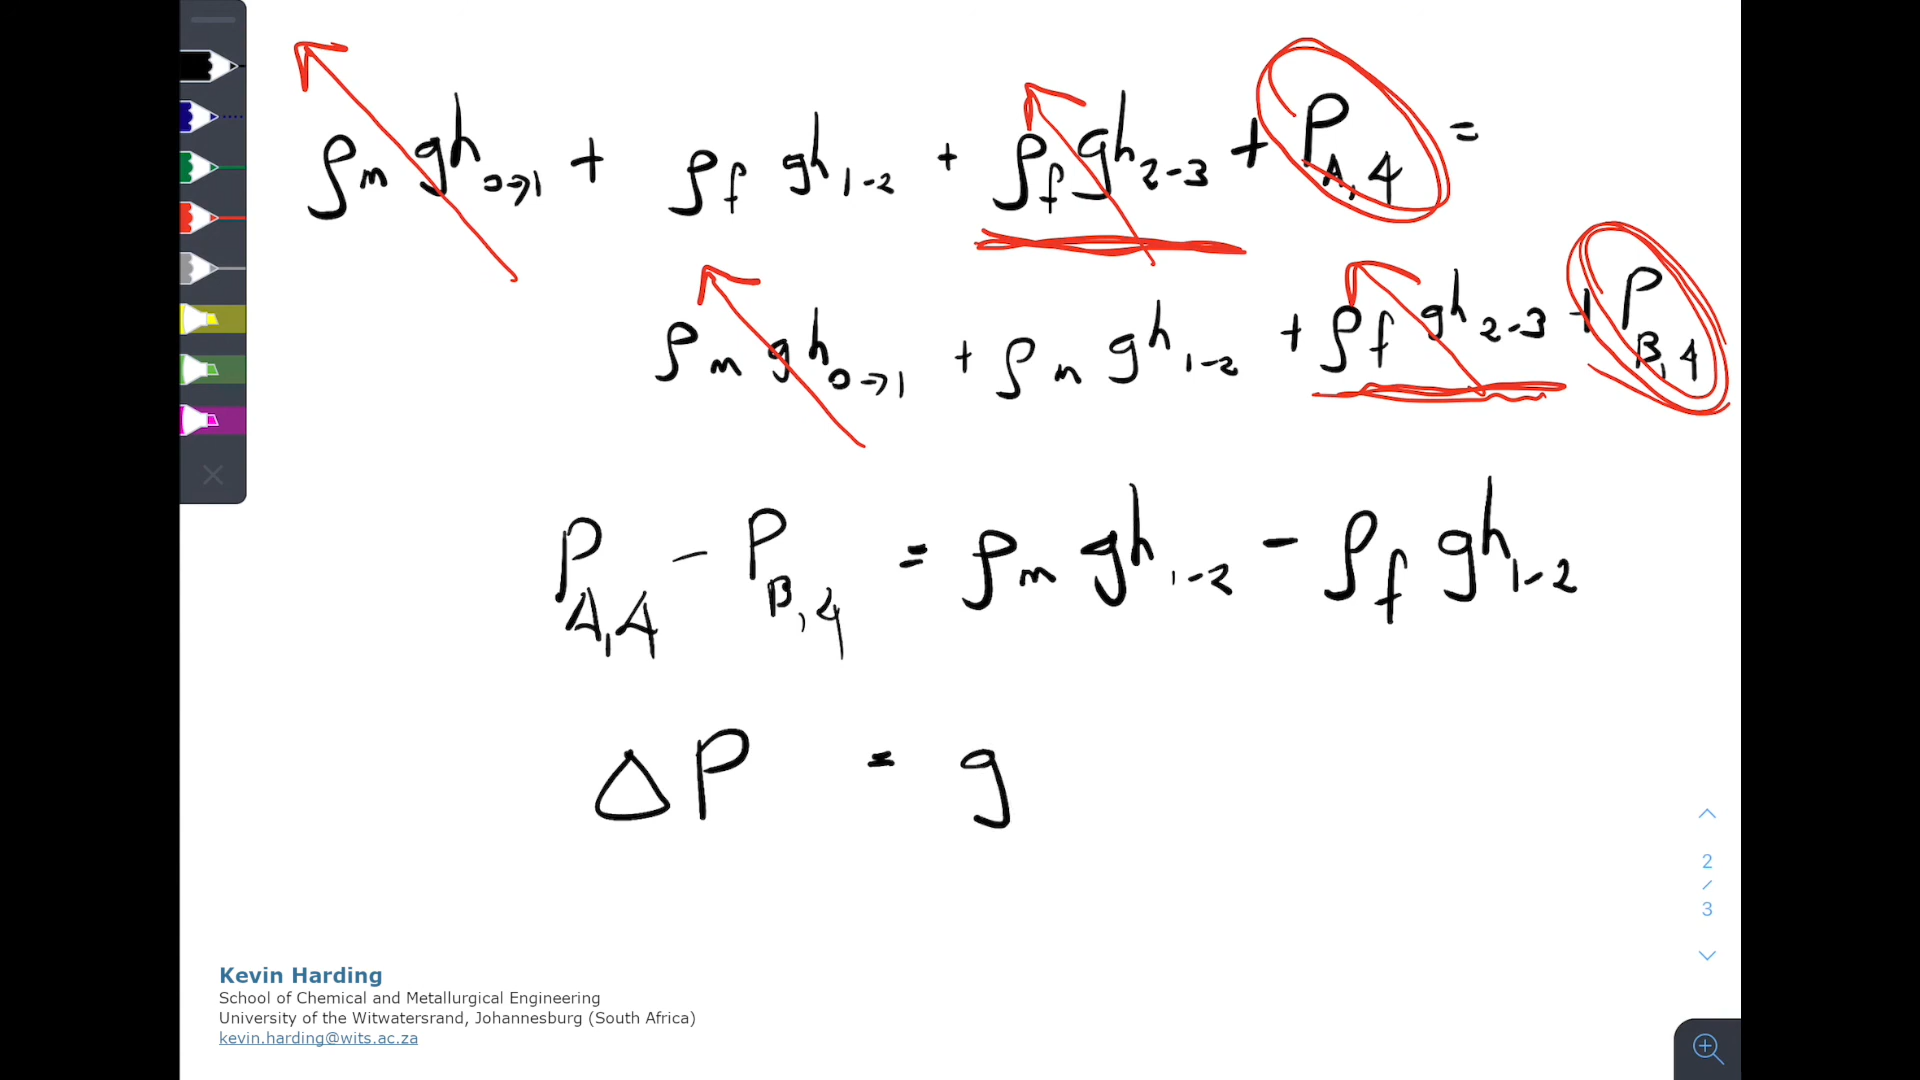 ρm gh0→1 + ρf gh1-2 + ρf gh2-3 + PA,4 =
ρm gh0→1 + ρm gh1-2 + ρf gh2-3 + PB,4
PA,4 - PB,4 = ρm gh1-2 - ρf gh1-2
ΔP = g
2
/
3
Kevin Harding
School of Chemical and Metallurgical Engineering
University of the Witwatersrand, Johannesburg (South Africa)
kevin.harding@wits.ac.za